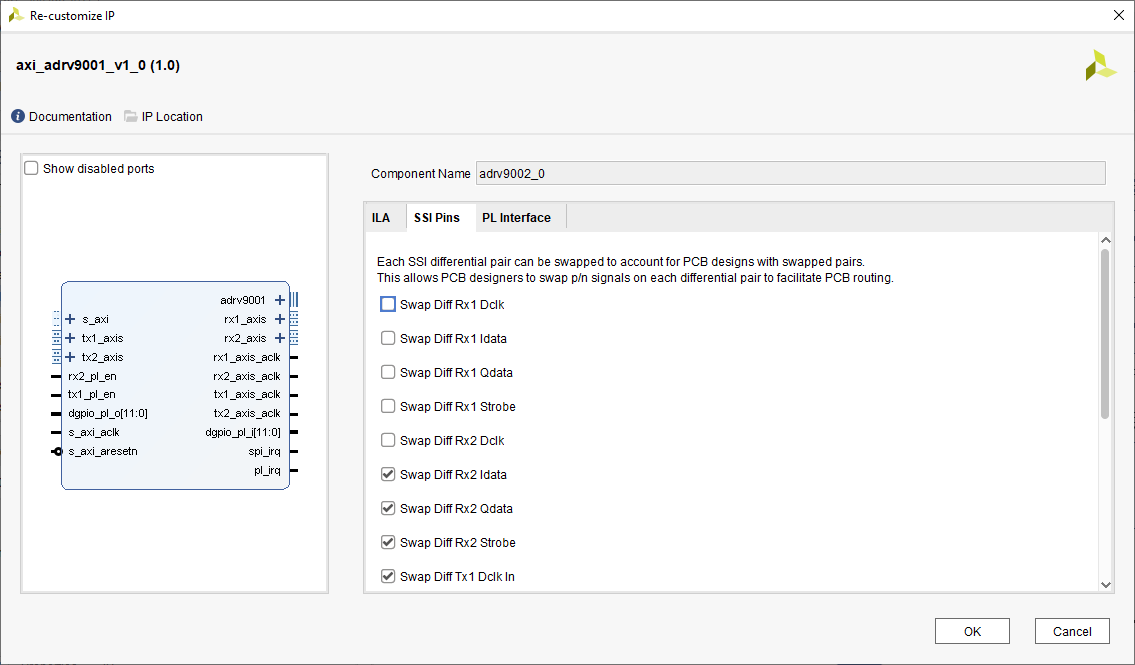 Re-customize IP
axi_adrv9001_v1_0 (1.0)
Documentation IP Location
Show disabled ports
adrv9001
s_axi rx1_axis
tx1_axis rx2_axis
tx2_axis rx1_axis_aclk
rx2_pl_en rx2_axis_aclk
tx1_pl_en tx1_axis_aclk
dgpio_pl_o[11:0] tx2_axis_aclk
s_axi_aclk dgpio_pl_i[11:0]
s_axi_aresetn spi_irq
pl_irq
Component Name adrv9002_0
ILA SSI Pins PL Interface
Each SSI differential pair can be swapped to account for PCB designs with swapped pairs.
This allows PCB designers to swap p/n signals on each differential pair to facilitate PCB routing.
Swap Diff Rx1 Dclk
Swap Diff Rx1 Idata
Swap Diff Rx1 Qdata
Swap Diff Rx1 Strobe
Swap Diff Rx2 Dclk
Swap Diff Rx2 Idata
Swap Diff Rx2 Qdata
Swap Diff Rx2 Strobe
Swap Diff Tx1 Dclk In
OK Cancel